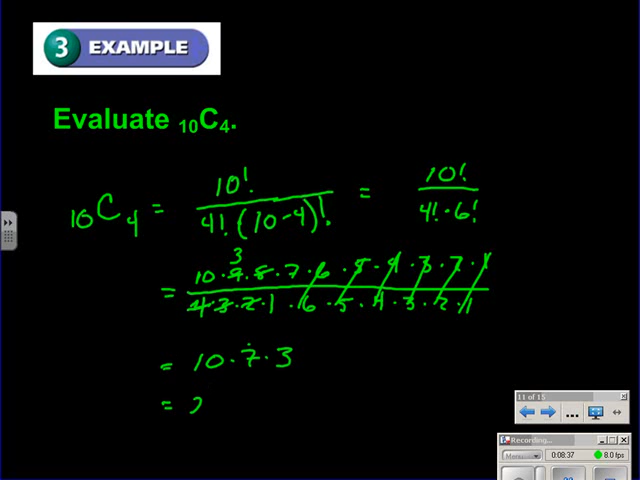 3 EXAMPLE
Evaluate ₁₀C₄.
₁₀C₄ = 10! / 4!(10-4)! = 10! / 4!·6!
3
= 10·9·8·7·6·5·4·3·2·1 / 4·3·2·1·6·5·4·3·2·1
= 10·7·3
= 2
11 of 15
Recording...
Menu
0:08:37 8.0 fps